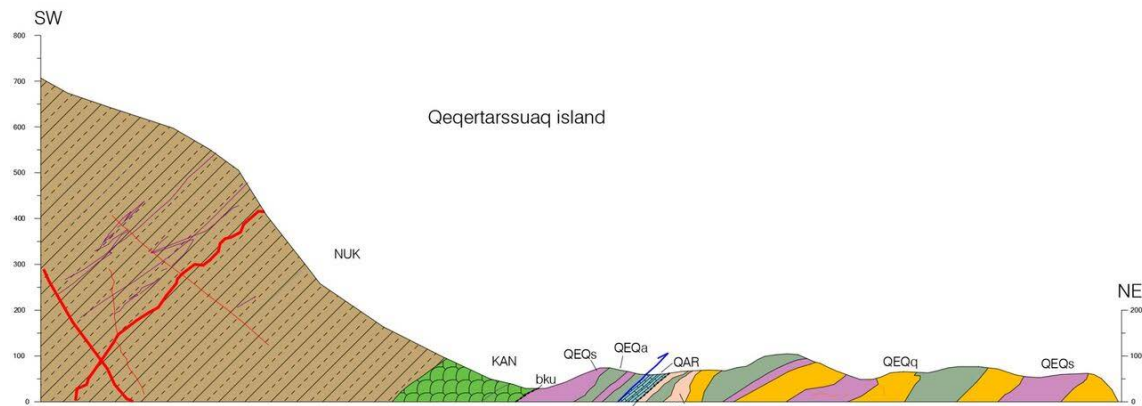 SW
800
700
600
500
400
300
200
100
0
Qeqertarssuaq island
NUK
KAN
bku
QEQs
QEQa
QAR
QEQq
QEQs
NE
200
100
0